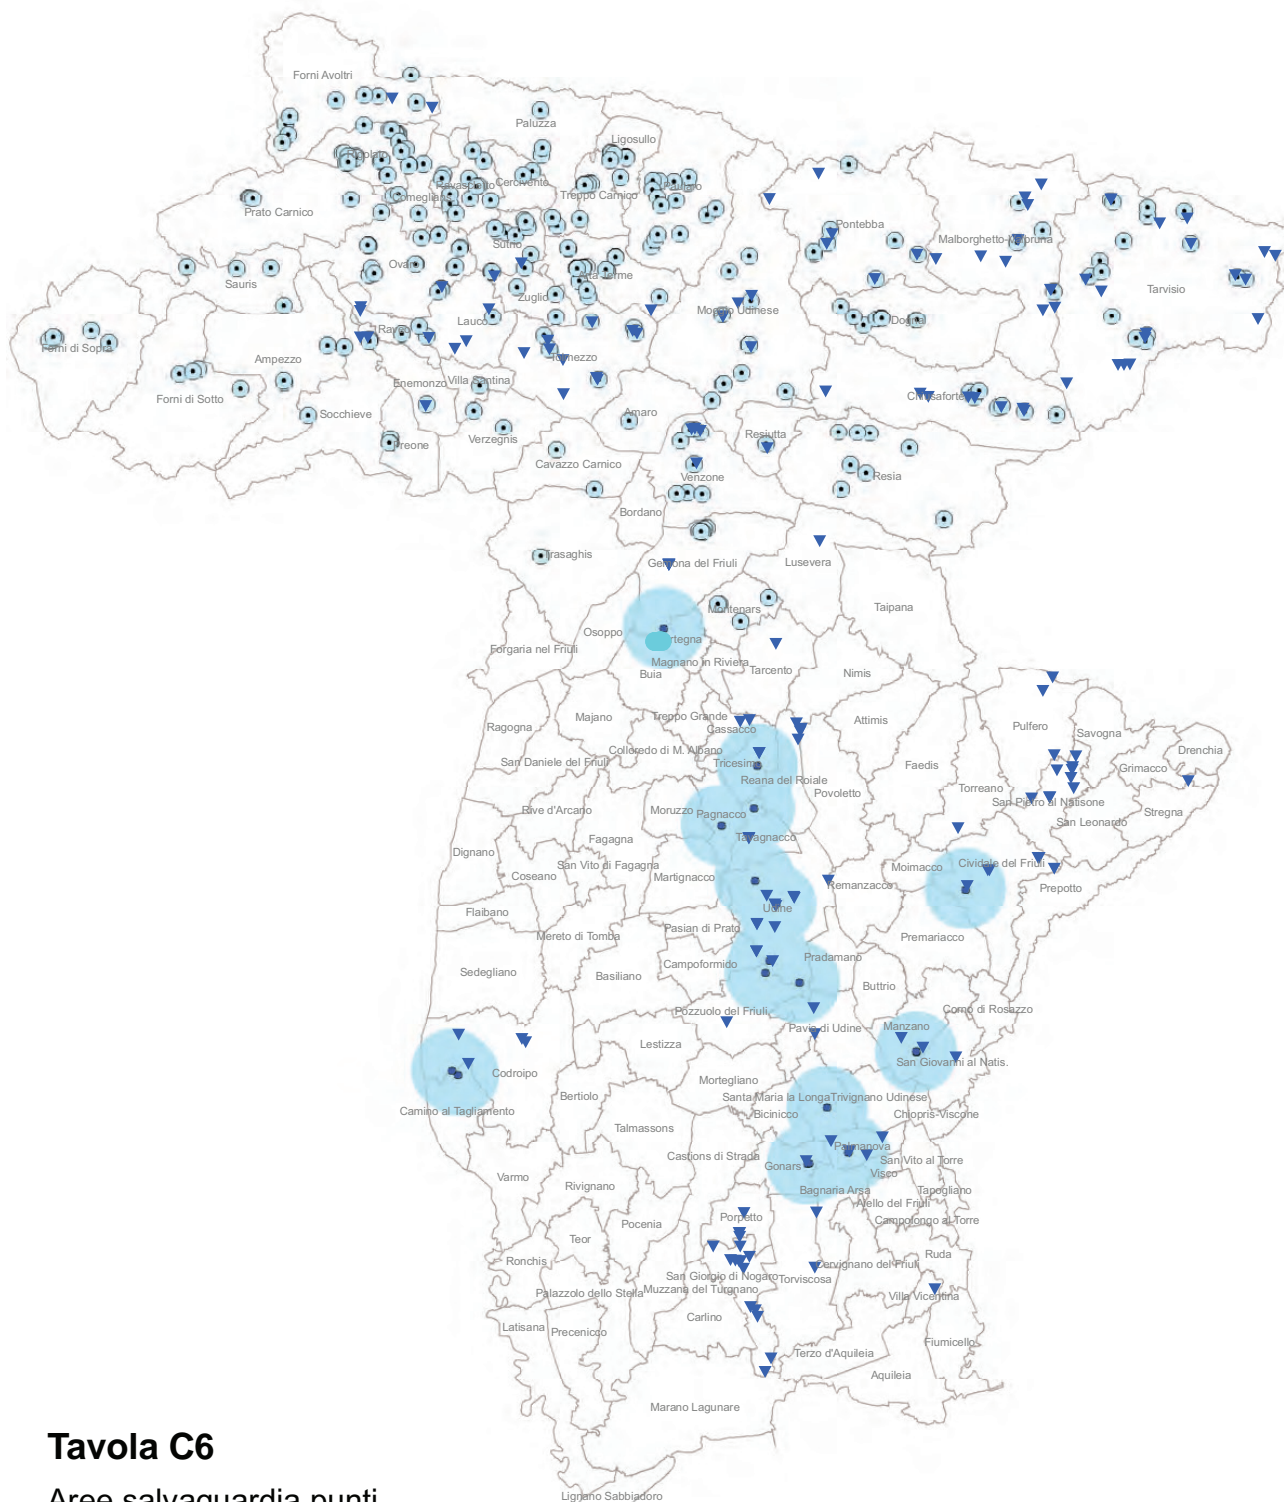 Forni Avoltri
Paluzza
Ligosullo
Rigolato
Ravascletto
Cercivento
Treppo Carnico
Paularo
Comeglians
Prato Carnico
Pontebba
Malborghetto-Valbruna
Sutrio
Ovaro
Arta Terme
Sauris
Tarvisio
Zuglio
Moggio Udinese
Lauco
Dogna
Raveo
Forni di Sopra
Ampezzo
Tolmezzo
Enemonzo
Villa Santina
Chiusaforte
Forni di Sotto
Socchieve
Amaro
Resiutta
Preone
Verzegnis
Cavazzo Carnico
Venzone
Resia
Bordano
Trasaghis
Gemona del Friuli
Lusevera
Montenars
Taipana
Osoppo
Artegna
Forgaria nel Friuli
Magnano in Riviera
Tarcento
Nimis
Buia
Ragogna
Majano
Treppo Grande
Cassacco
Attimis
Pulfero
Savogna
Drenchia
Colloredo di M. Albano
San Daniele del Friuli
Tricesimo
Faedis
Grimacco
Reana del Roiale
Povoletto
Torreano
San Pietro al Natisone
Rive d'Arcano
Moruzzo
Pagnacco
Stregna
San Leonardo
Fagagna
Tavagnacco
Dignano
San Vito di Fagagna
Moimacco
Cividale del Friuli
Coseano
Martignacco
Remanzacco
Prepotto
Flaibano
Udine
Mereto di Tomba
Pasian di Prato
Premariacco
Sedegliano
Basiliano
Campoformido
Pradamano
Buttrio
Corno di Rosazzo
Pozzuolo del Friuli
Pavia di Udine
Manzano
Lestizza
San Giovanni al Natis.
Codroipo
Mortegliano
Bertiolo
Santa Maria la Longa
Trivignano Udinese
Camino al Tagliamento
Bicinicco
Chiopris-Viscone
Talmassons
Palmanova
Castions di Strada
Gonars
San Vito al Torre
Visco
Varmo
Rivignano
Bagnaria Arsa
Tapogliano
Aiello del Friuli
Porpetto
Campolongo al Torre
Pocenia
Teor
Ruda
Ronchis
Cervignano del Friuli
San Giorgio di Nogaro
Torviscosa
Palazzolo dello Stella
Muzzana del Turgnano
Villa Vicentina
Carlino
Latisana
Precenicco
Fiumicello
Terzo d'Aquileia
Aquileia
Marano Lagunare
Tavola C6
Aree salvaguardia punti
Lignano Sabbiadoro